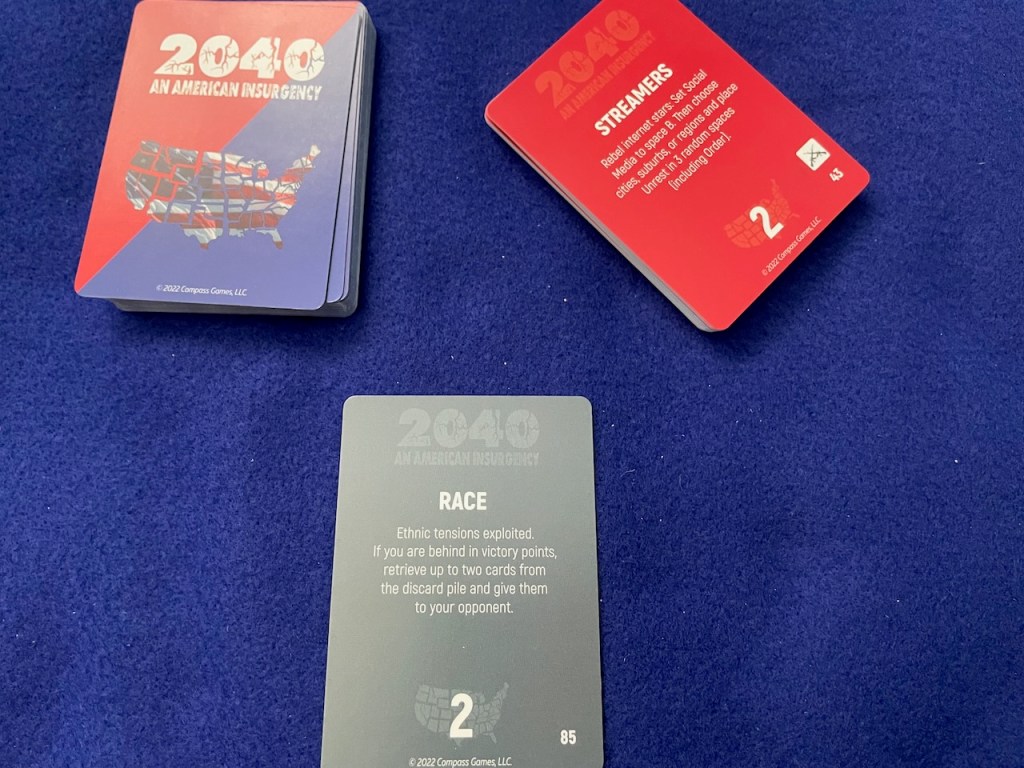 2040
AN AMERICAN INSURGENCY
© 2022 Compass Games, LLC
2040
AN AMERICAN INSURGENCY
STREAMERS
Rebel internet stars: Set Social
Media to space B. Then choose
cities, suburbs, or regions and place
Unrest in 3 random spaces
(including Order).
2
43
© 2022 Compass Games, LLC
2040
AN AMERICAN INSURGENCY
RACE
Ethnic tensions exploited.
If you are behind in victory points,
retrieve up to two cards from
the discard pile and give them
to your opponent.
2
85
© 2022 Compass Games, LLC